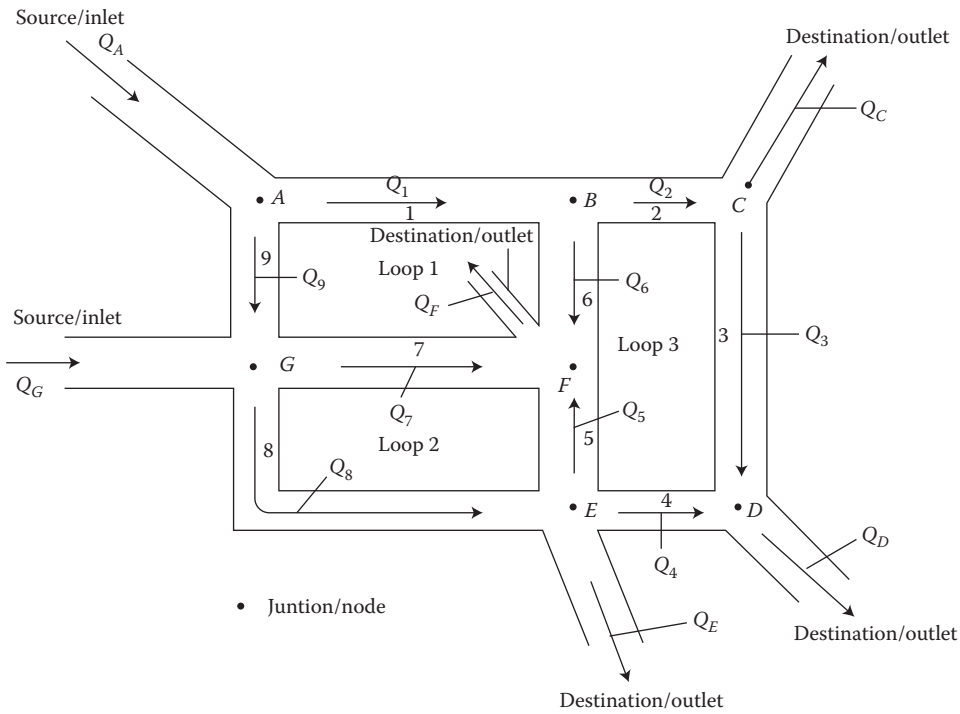 Source/inlet
Q_A
Destination/outlet
Q_C
A
Q_1
1
B
Q_2
2
C
Destination/outlet
9
Loop 1
Q_9
Q_F
6
Q_6
Source/inlet
Q_G
G
7
Q_7
F
Loop 3
3
Q_3
8
Loop 2
Q_8
5
Q_5
E
4
Q_4
D
Q_D
Destination/outlet
Juntion/node
Q_E
Destination/outlet